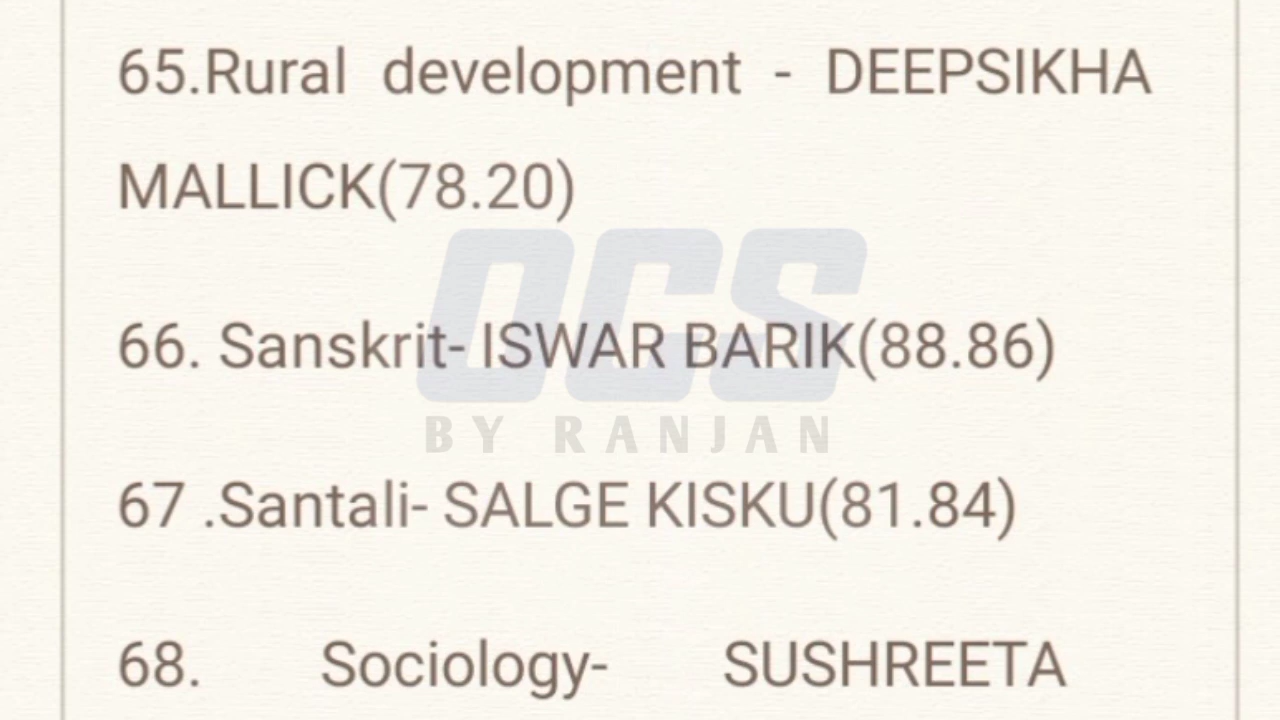 65.Rural development - DEEPSIKHA
MALLICK(78.20)
OCS
66. Sanskrit- ISWAR BARIK(88.86)
BY RANJAN
67 .Santali- SALGE KISKU(81.84)
68. Sociology- SUSHREETA